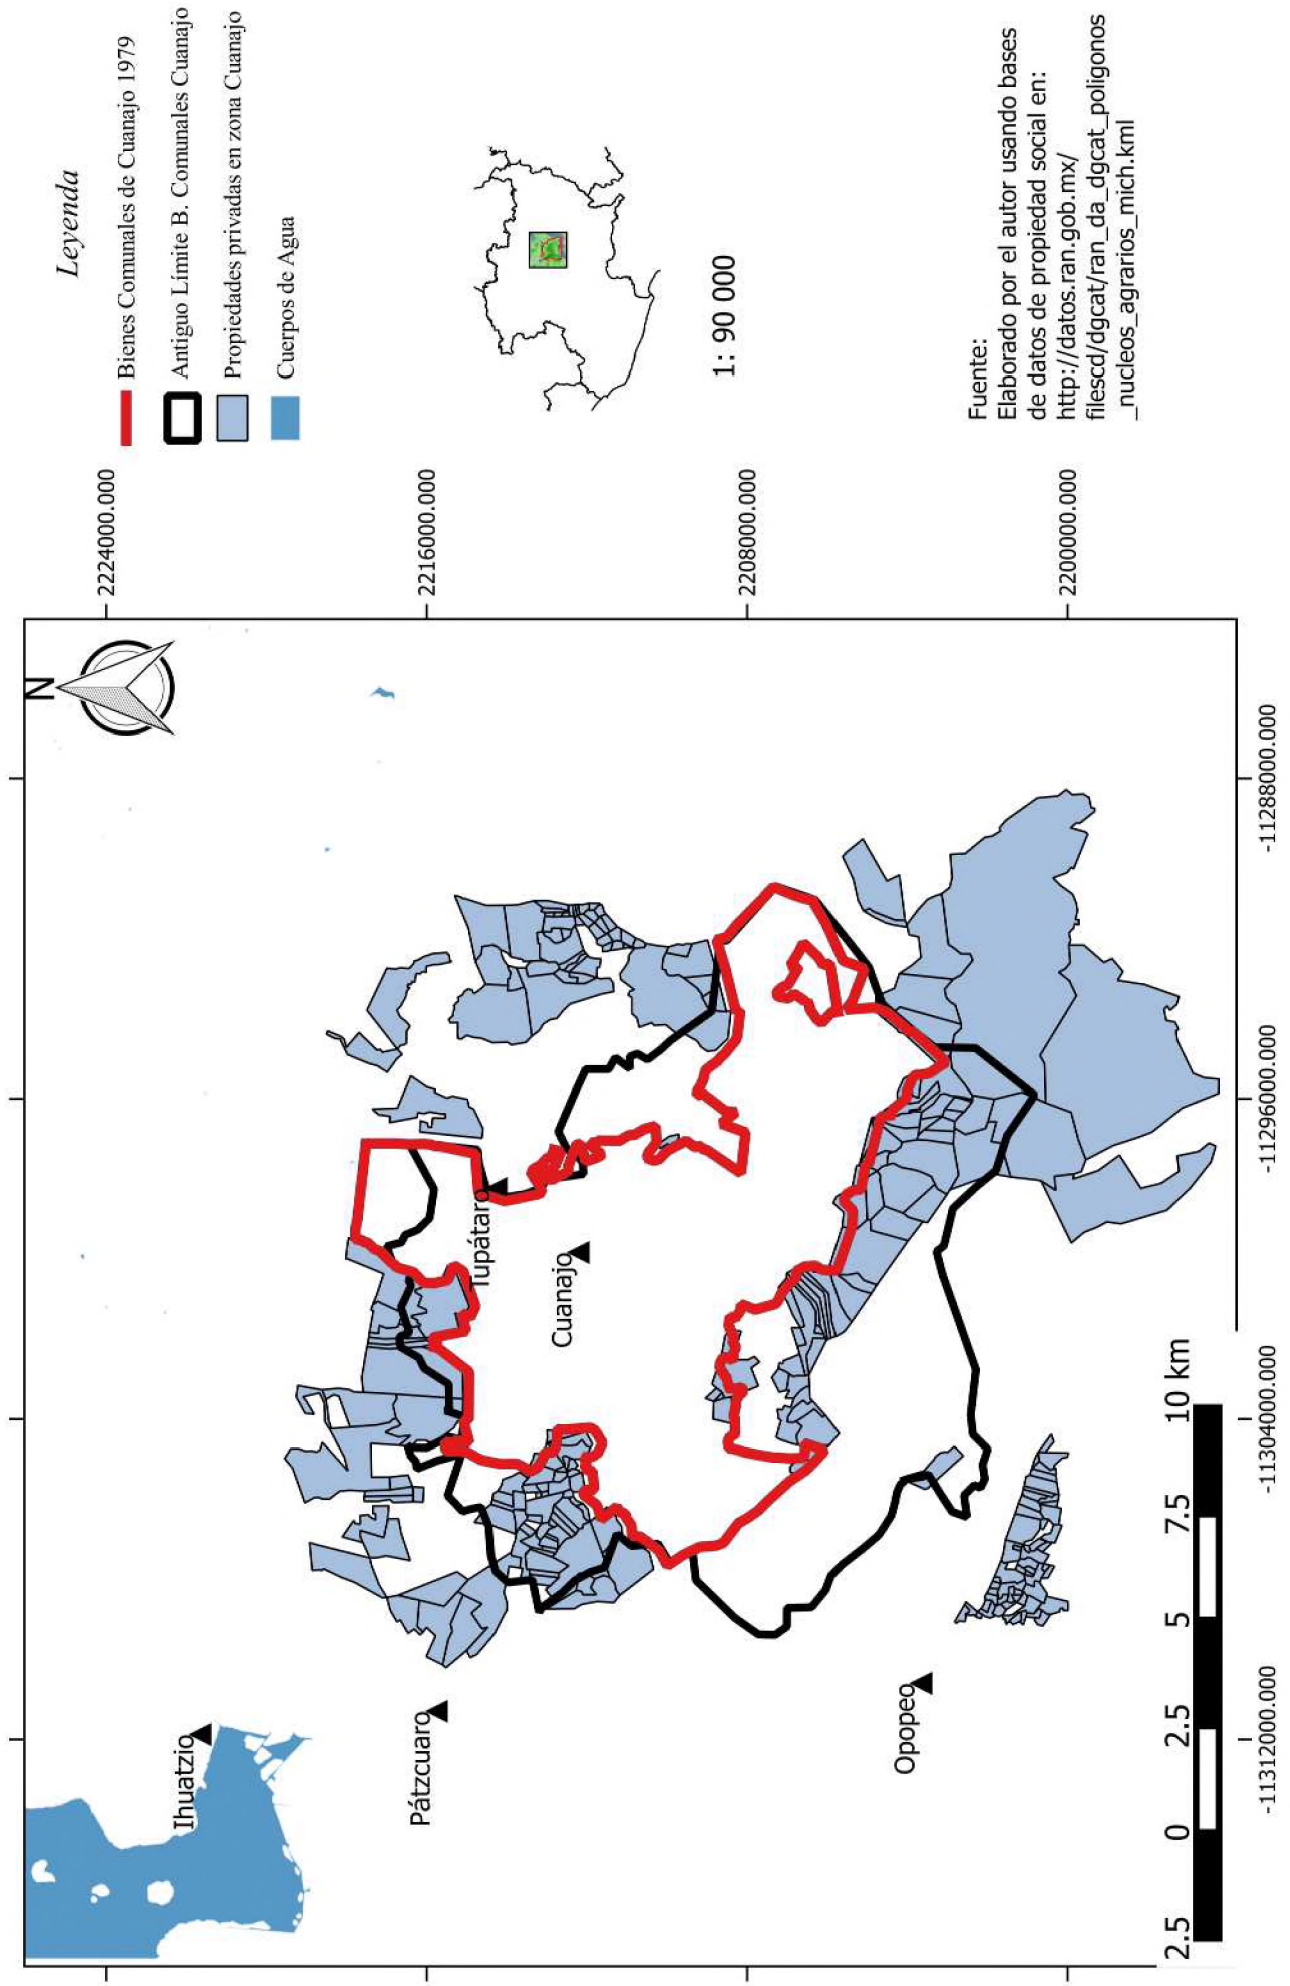 N
Ihuatzio
Pátzcuaro
Tupátaro
Cuanajo
Opopeo
2.5 0 2.5 5 7.5 10 km
2224000.000
2216000.000
2208000.000
2200000.000
-11312000.000
-11304000.000
-11296000.000
-11288000.000
Leyenda
Bienes Comunales de Cuanajo 1979
Antiguo Límite B. Comunales Cuanajo
Propiedades privadas en zona Cuanajo
Cuerpos de Agua
1: 90 000
Fuente:
Elaborado por el autor usando bases
de datos de propiedad social en:
http://datos.ran.gob.mx/
filescd/dgcat/ran_da_dgcat_poligonos
_nucleos_agrarios_mich.kml